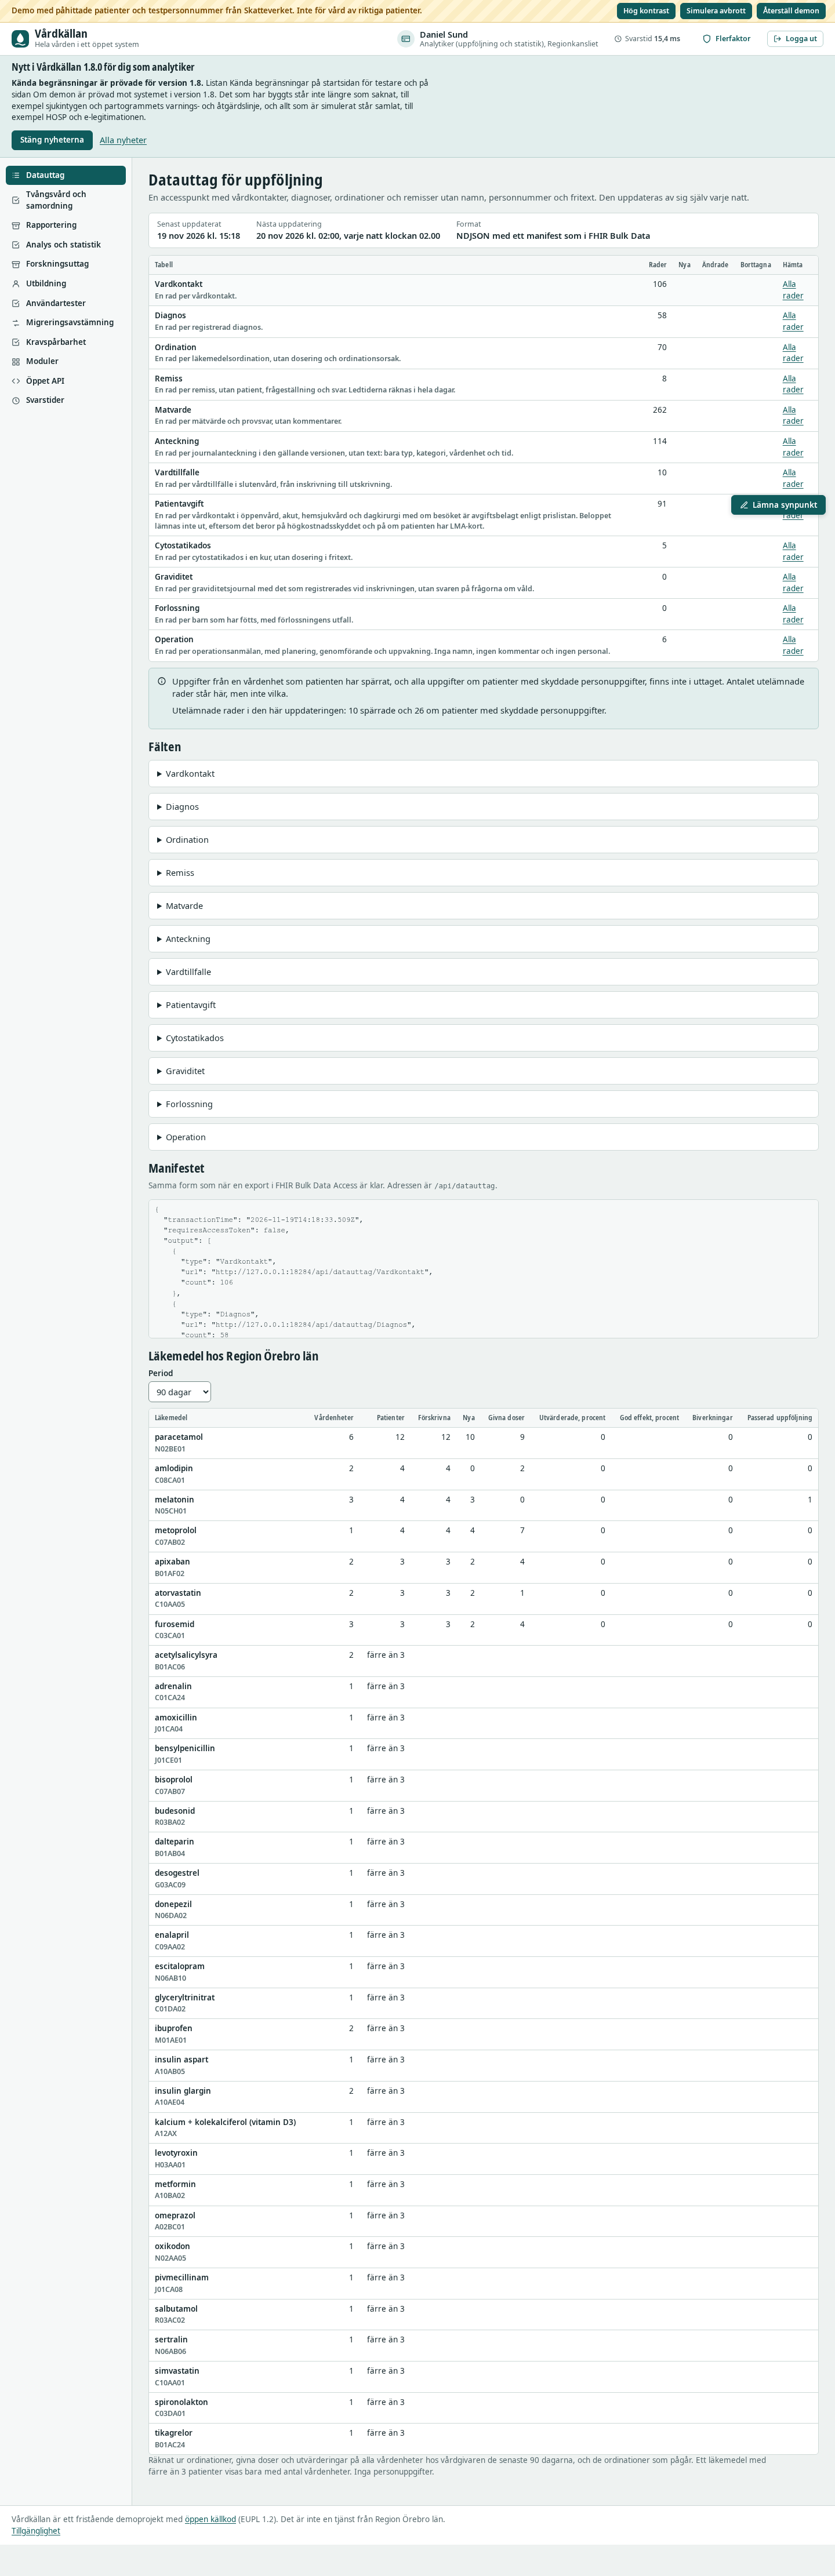 Demo med påhittade patienter och testpersonnummer från Skatteverket. Inte för vård av riktiga patienter.
Hög kontrast
Simulera avbrott
Återställ demon
Vårdkällan
Hela vården i ett öppet system
Daniel Sund
Analytiker (uppföljning och statistik), Regionkansliet
Svarstid 15,4 ms
Flerfaktor
Logga ut
Nytt i Vårdkällan 1.8.0 för dig som analytiker
Kända begränsningar är prövade för version 1.8. Listan Kända begränsningar på startsidan för testare och på
sidan Om demon är prövad mot systemet i version 1.8. Det som har byggts står inte längre som saknat, till
exempel sjukintygen och partogrammets varnings- och åtgärdslinje, och allt som är simulerat står samlat, till
exempel HOSP och e-legitimationen.
Stäng nyheterna
Alla nyheter
Datauttag
Tvångsvård och
samordning
Rapportering
Analys och statistik
Forskningsuttag
Utbildning
Användartester
Migreringsavstämning
Kravspårbarhet
Moduler
Öppet API
Svarstider
Datauttag för uppföljning
En accesspunkt med vårdkontakter, diagnoser, ordinationer och remisser utan namn, personnummer och fritext. Den uppdateras av sig själv varje natt.
Senast uppdaterat
19 nov 2026 kl. 15:18
Nästa uppdatering
20 nov 2026 kl. 02:00, varje natt klockan 02.00
Format
NDJSON med ett manifest som i FHIR Bulk Data
Tabell Rader Nya Ändrade Borttagna Hämta
Vardkontakt 106 Alla rader
En rad per vårdkontakt.
Diagnos 58 Alla rader
En rad per registrerad diagnos.
Ordination 70 Alla rader
En rad per läkemedelsordination, utan dosering och ordinationsorsak.
Remiss 8 Alla rader
En rad per remiss, utan patient, frågeställning och svar. Ledtiderna räknas i hela dagar.
Matvarde 262 Alla rader
En rad per mätvärde och provsvar, utan kommentarer.
Anteckning 114 Alla rader
En rad per journalanteckning i den gällande versionen, utan text: bara typ, kategori, vårdenhet och tid.
Vardtillfalle 10 Alla rader
En rad per vårdtillfälle i slutenvård, från inskrivning till utskrivning.
Patientavgift 91 rader
En rad per vårdkontakt i öppenvård, akut, hemsjukvård och dagkirurgi med om besöket är avgiftsbelagt enligt prislistan. Beloppet
lämnas inte ut, eftersom det beror på högkostnadsskyddet och på om patienten har LMA-kort.
Lämna synpunkt
Cytostatikados 5 Alla rader
En rad per cytostatikados i en kur, utan dosering i fritext.
Graviditet 0 Alla rader
En rad per graviditetsjournal med det som registrerades vid inskrivningen, utan svaren på frågorna om våld.
Forlossning 0 Alla rader
En rad per barn som har fötts, med förlossningens utfall.
Operation 6 Alla rader
En rad per operationsanmälan, med planering, genomförande och uppvakning. Inga namn, ingen kommentar och ingen personal.
Uppgifter från en vårdenhet som patienten har spärrat, och alla uppgifter om patienter med skyddade personuppgifter, finns inte i uttaget. Antalet utelämnade
rader står här, men inte vilka.
Utelämnade rader i den här uppdateringen: 10 spärrade och 26 om patienter med skyddade personuppgifter.
Fälten
Vardkontakt
Diagnos
Ordination
Remiss
Matvarde
Anteckning
Vardtillfalle
Patientavgift
Cytostatikados
Graviditet
Forlossning
Operation
Manifestet
Samma form som när en export i FHIR Bulk Data Access är klar. Adressen är /api/datauttag.
{
"transactionTime": "2026-11-19T14:18:33.509Z",
"requiresAccessToken": false,
"output": [
{
"type": "Vardkontakt",
"url": "http://127.0.0.1:18284/api/datauttag/Vardkontakt",
"count": 106
},
{
"type": "Diagnos",
"url": "http://127.0.0.1:18284/api/datauttag/Diagnos",
"count": 58
Läkemedel hos Region Örebro län
Period
90 dagar
Läkemedel Vårdenheter Patienter Förskrivna Nya Givna doser Utvärderade, procent God effekt, procent Biverkningar Passerad uppföljning
paracetamol 6 12 12 10 9 0 0 0
N02BE01
amlodipin 2 4 4 0 2 0 0 0
C08CA01
melatonin 3 4 4 3 0 0 0 1
N05CH01
metoprolol 1 4 4 4 7 0 0 0
C07AB02
apixaban 2 3 3 2 4 0 0 0
B01AF02
atorvastatin 2 3 3 2 1 0 0 0
C10AA05
furosemid 3 3 3 2 4 0 0 0
C03CA01
acetylsalicylsyra 2 färre än 3
B01AC06
adrenalin 1 färre än 3
C01CA24
amoxicillin 1 färre än 3
J01CA04
bensylpenicillin 1 färre än 3
J01CE01
bisoprolol 1 färre än 3
C07AB07
budesonid 1 färre än 3
R03BA02
dalteparin 1 färre än 3
B01AB04
desogestrel 1 färre än 3
G03AC09
donepezil 1 färre än 3
N06DA02
enalapril 1 färre än 3
C09AA02
escitalopram 1 färre än 3
N06AB10
glyceryltrinitrat 1 färre än 3
C01DA02
ibuprofen 2 färre än 3
M01AE01
insulin aspart 1 färre än 3
A10AB05
insulin glargin 2 färre än 3
A10AE04
kalcium + kolekalciferol (vitamin D3) 1 färre än 3
A12AX
levotyroxin 1 färre än 3
H03AA01
metformin 1 färre än 3
A10BA02
omeprazol 1 färre än 3
A02BC01
oxikodon 1 färre än 3
N02AA05
pivmecillinam 1 färre än 3
J01CA08
salbutamol 1 färre än 3
R03AC02
sertralin 1 färre än 3
N06AB06
simvastatin 1 färre än 3
C10AA01
spironolakton 1 färre än 3
C03DA01
tikagrelor 1 färre än 3
B01AC24
Räknat ur ordinationer, givna doser och utvärderingar på alla vårdenheter hos vårdgivaren de senaste 90 dagarna, och de ordinationer som pågår. Ett läkemedel med
färre än 3 patienter visas bara med antal vårdenheter. Inga personuppgifter.
Vårdkällan är ett fristående demoprojekt med öppen källkod (EUPL 1.2). Det är inte en tjänst från Region Örebro län.
Tillgänglighet